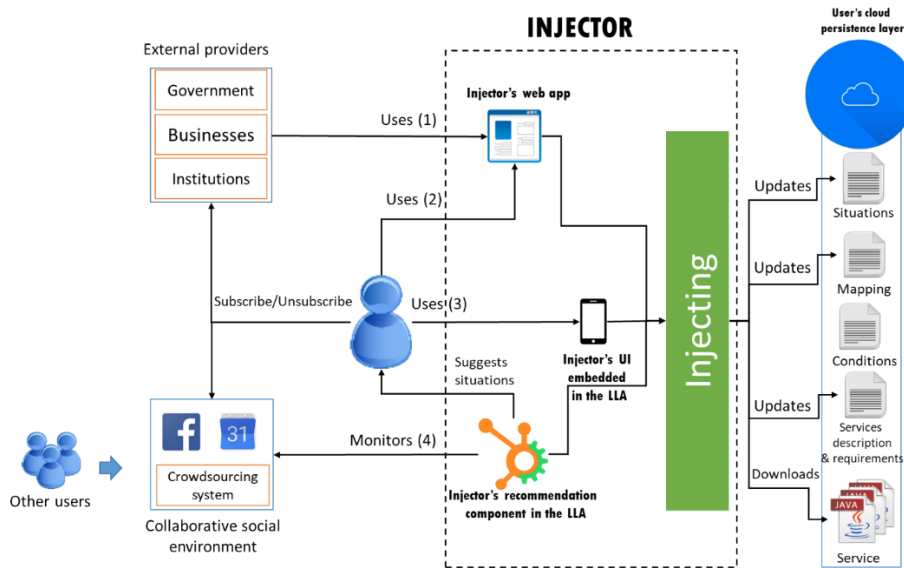 INJECTOR
User's cloud
persistence layer
External providers
Government
Businesses
Institutions
Uses (1)
Injector's web app
Uses (2)
Subscribe/Unsubscribe
Uses (3)
Injector's UI
embedded
in the LLA
Suggests
situations
Monitors (4)
Injector's recommendation
component in the LLA
Injecting
Updates
Situations
Updates
Mapping
Conditions
Updates
Services
description
& requirements
Downloads
JAVA
JAVA
JAVA
Service
31
Crowdsourcing
system
Collaborative social
environment
Other users